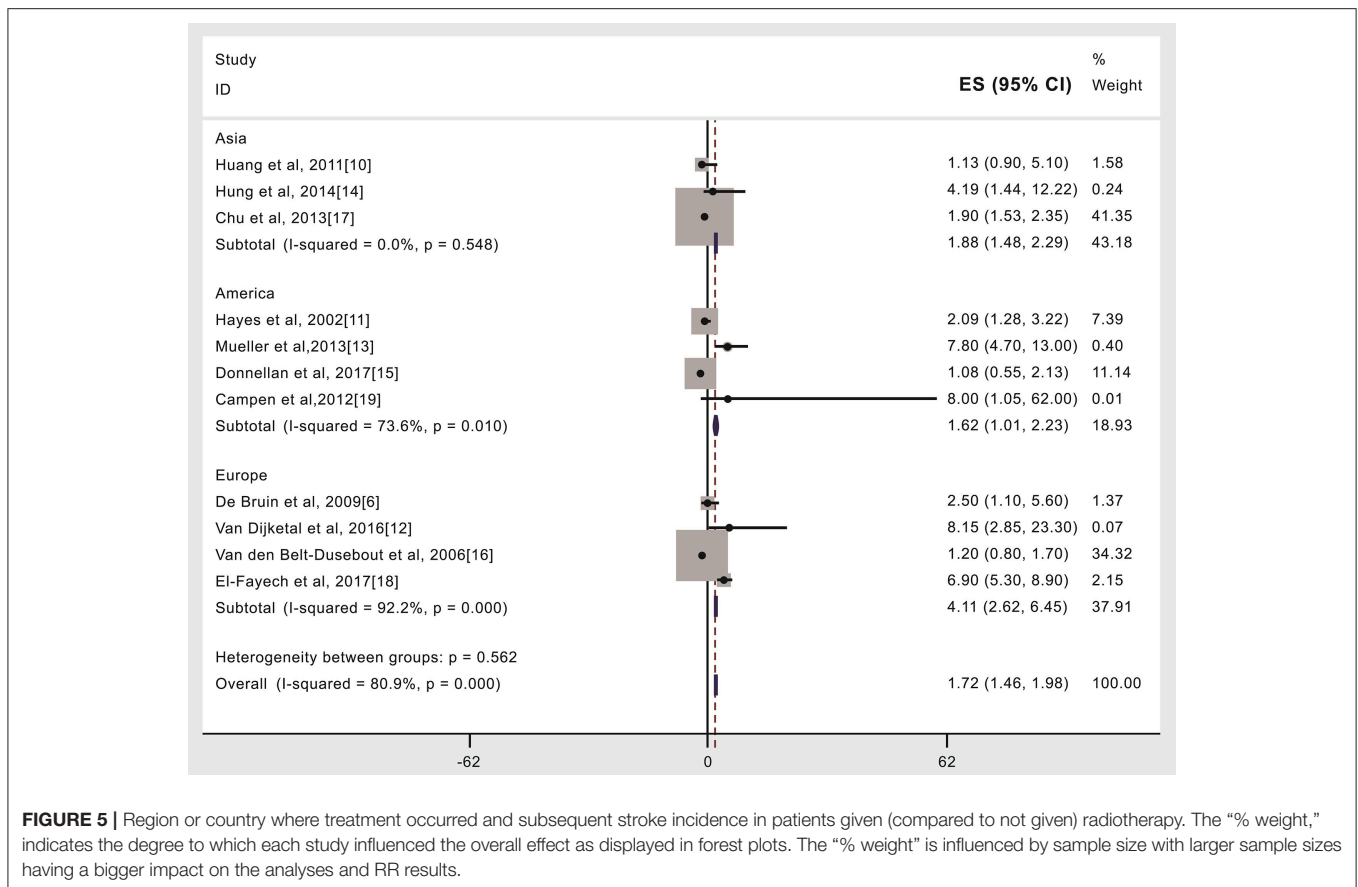 Study %
ID ES (95% CI) Weight
Asia
Huang et al, 2011[10] 1.13 (0.90, 5.10) 1.58
Hung et al, 2014[14] 4.19 (1.44, 12.22) 0.24
Chu et al, 2013[17] 1.90 (1.53, 2.35) 41.35
Subtotal (I-squared = 0.0%, p = 0.548) 1.88 (1.48, 2.29) 43.18
America
Hayes et al, 2002[11] 2.09 (1.28, 3.22) 7.39
Mueller et al,2013[13] 7.80 (4.70, 13.00) 0.40
Donnellan et al, 2017[15] 1.08 (0.55, 2.13) 11.14
Campen et al,2012[19] 8.00 (1.05, 62.00) 0.01
Subtotal (I-squared = 73.6%, p = 0.010) 1.62 (1.01, 2.23) 18.93
Europe
De Bruin et al, 2009[6] 2.50 (1.10, 5.60) 1.37
Van Dijketal et al, 2016[12] 8.15 (2.85, 23.30) 0.07
Van den Belt-Dusebout et al, 2006[16] 1.20 (0.80, 1.70) 34.32
El-Fayech et al, 2017[18] 6.90 (5.30, 8.90) 2.15
Subtotal (I-squared = 92.2%, p = 0.000) 4.11 (2.62, 6.45) 37.91
Heterogeneity between groups: p = 0.562
Overall (I-squared = 80.9%, p = 0.000) 1.72 (1.46, 1.98) 100.00
-62 0 62
FIGURE 5 | Region or country where treatment occurred and subsequent stroke incidence in patients given (compared to not given) radiotherapy. The “% weight,”
indicates the degree to which each study influenced the overall effect as displayed in forest plots. The “% weight” is influenced by sample size with larger sample sizes
having a bigger impact on the analyses and RR results.